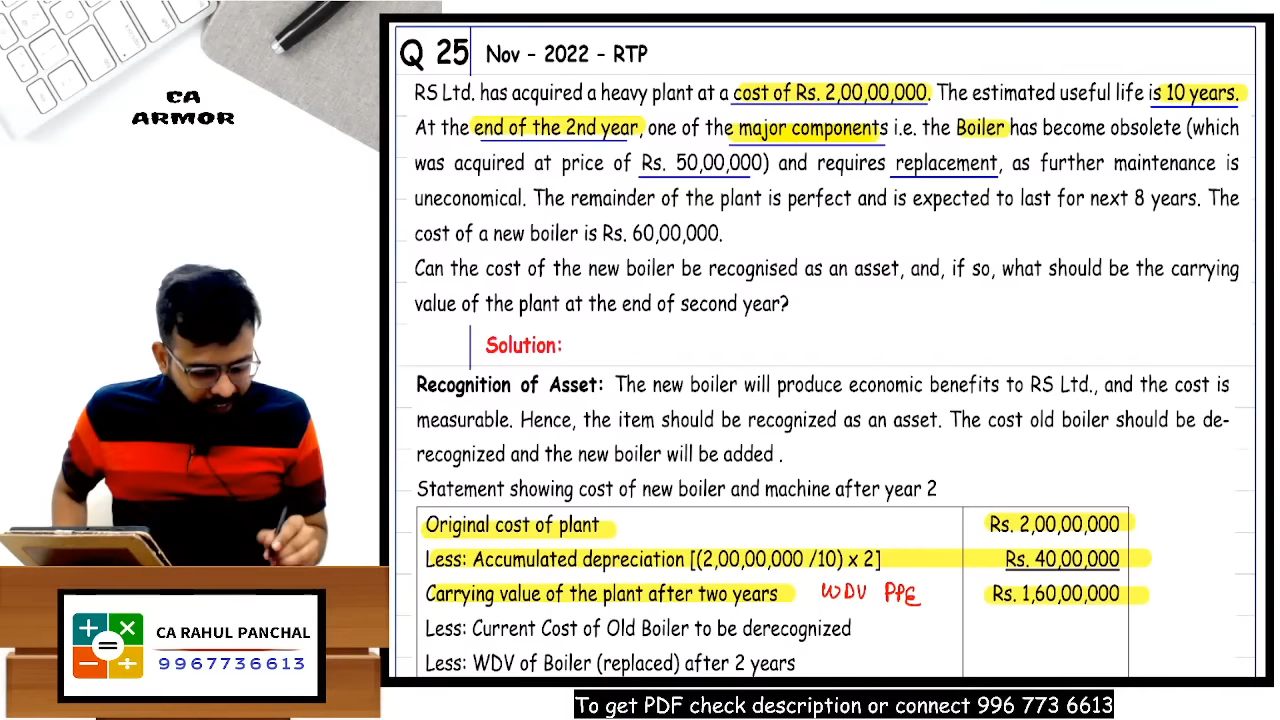 CA
ARMOR
Q 25 Nov - 2022 - RTP
RS Ltd. has acquired a heavy plant at a cost of Rs. 2,00,00,000. The estimated useful life is 10 years.
At the end of the 2nd year, one of the major components i.e. the Boiler has become obsolete (which
was acquired at price of Rs. 50,00,000) and requires replacement, as further maintenance is
uneconomical. The remainder of the plant is perfect and is expected to last for next 8 years. The
cost of a new boiler is Rs. 60,00,000.
Can the cost of the new boiler be recognised as an asset, and, if so, what should be the carrying
value of the plant at the end of second year?
Solution:
Recognition of Asset: The new boiler will produce economic benefits to RS Ltd., and the cost is
measurable. Hence, the item should be recognized as an asset. The cost old boiler should be de-
recognized and the new boiler will be added .
Statement showing cost of new boiler and machine after year 2
Original cost of plant Rs. 2,00,00,000
Less: Accumulated depreciation [(2,00,00,000 /10) x 2] Rs. 40,00,000
Carrying value of the plant after two years WDV PPE Rs. 1,60,00,000
Less: Current Cost of Old Boiler to be derecognized
Less: WDV of Boiler (replaced) after 2 years
CA RAHUL PANCHAL
9967736613
To get PDF check description or connect 996 773 6613